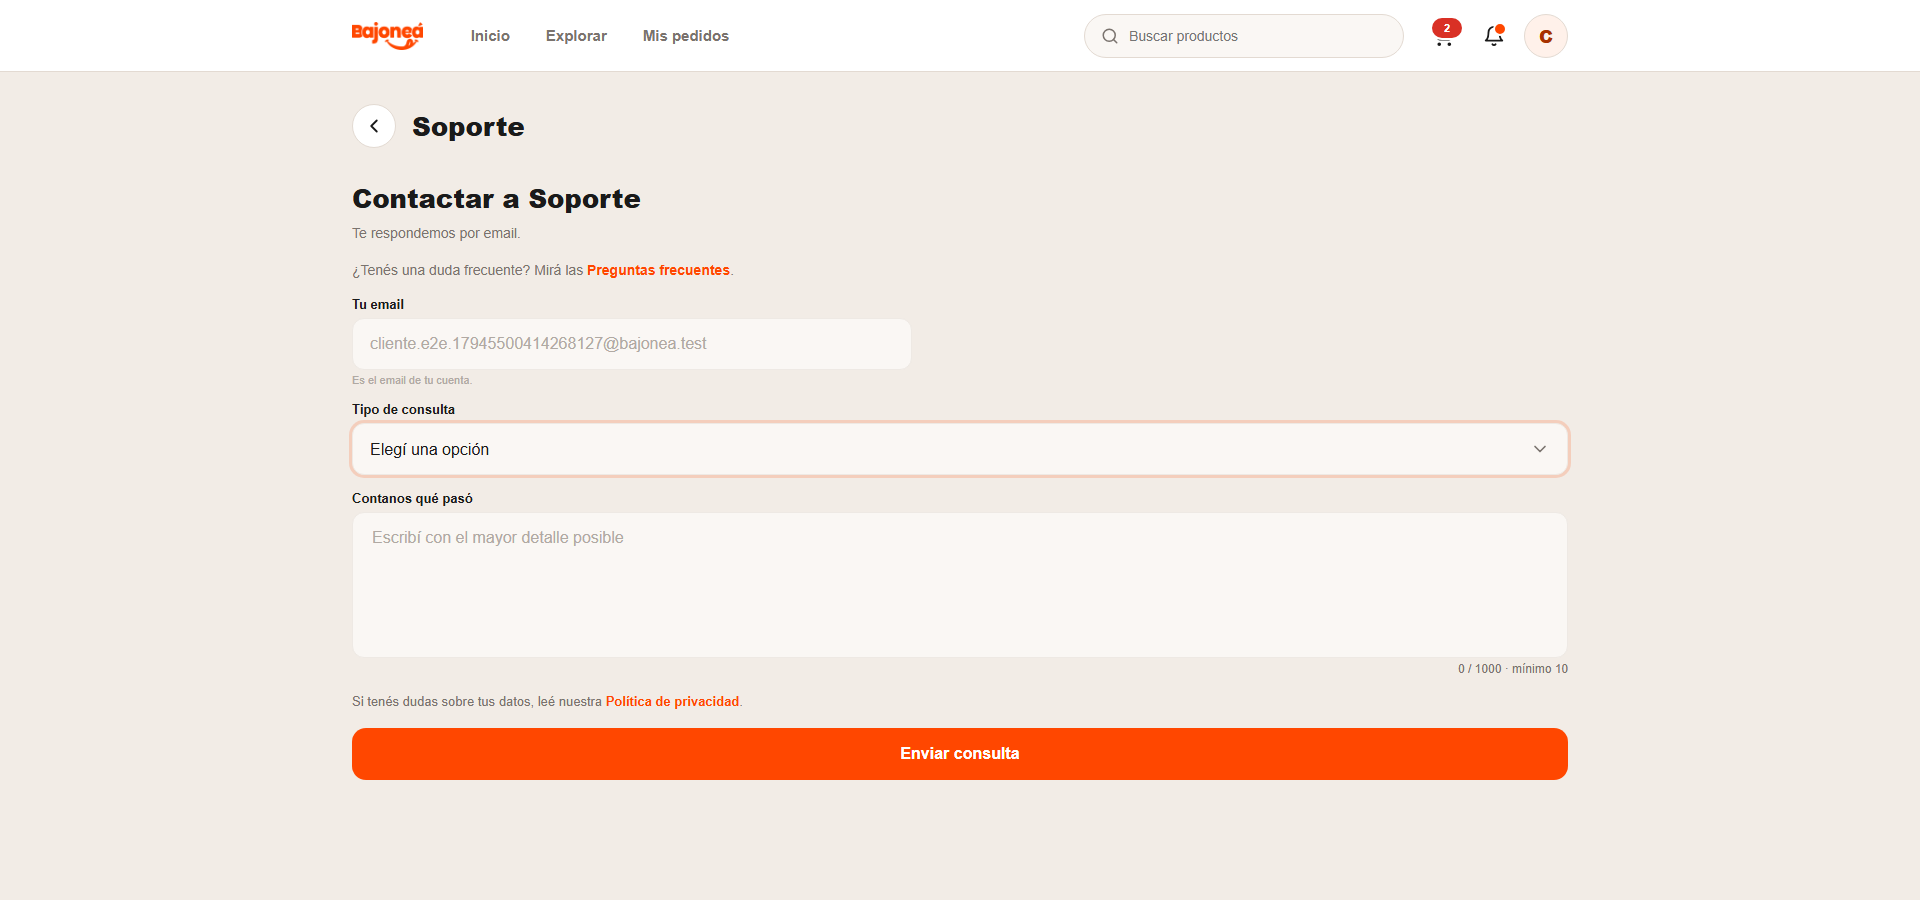 Bajoneá
Inicio
Explorar
Mis pedidos
Buscar productos
2
C
Soporte
Contactar a Soporte
Te respondemos por email.
¿Tenés una duda frecuente? Mirá las Preguntas frecuentes.
Tu email
cliente.e2e.17945500414268127@bajonea.test
Es el email de tu cuenta.
Tipo de consulta
Elegí una opción
Contanos qué pasó
Escribí con el mayor detalle posible
0 / 1000 · mínimo 10
Si tenés dudas sobre tus datos, leé nuestra Política de privacidad.
Enviar consulta